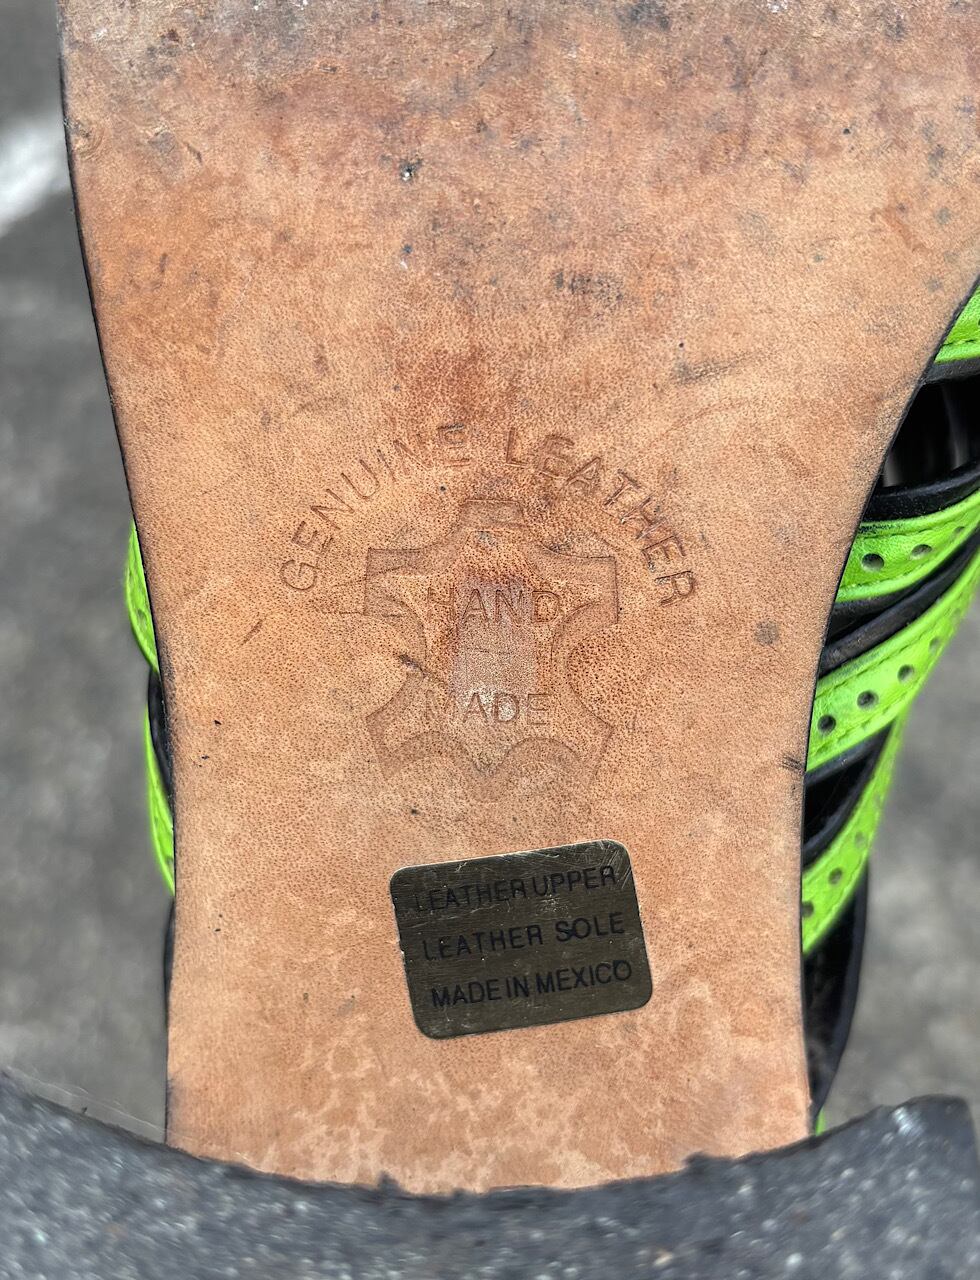 GENUINE LEATHER
HAND
MADE
LEATHER UPPER
LEATHER SOLE
MADE IN MEXICO